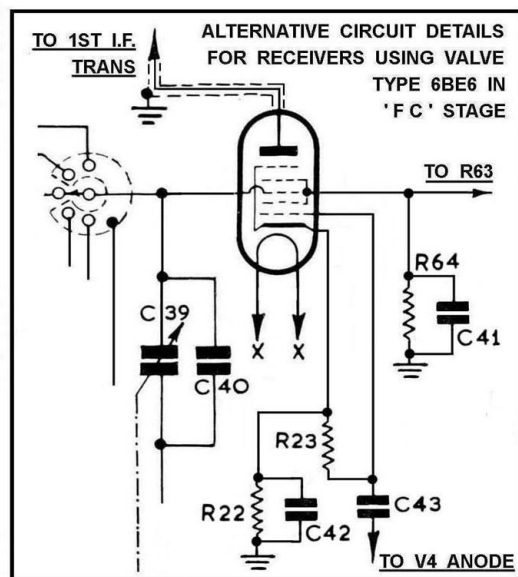 ALTERNATIVE CIRCUIT DETAILS
FOR RECEIVERS USING VALVE
TYPE 6BE6 IN
'FC' STAGE
TO 1ST I.F.
TRANS
TO R63
R64
C41
C39
C40
X X
R23
R22
C42
C43
TO V4 ANODE